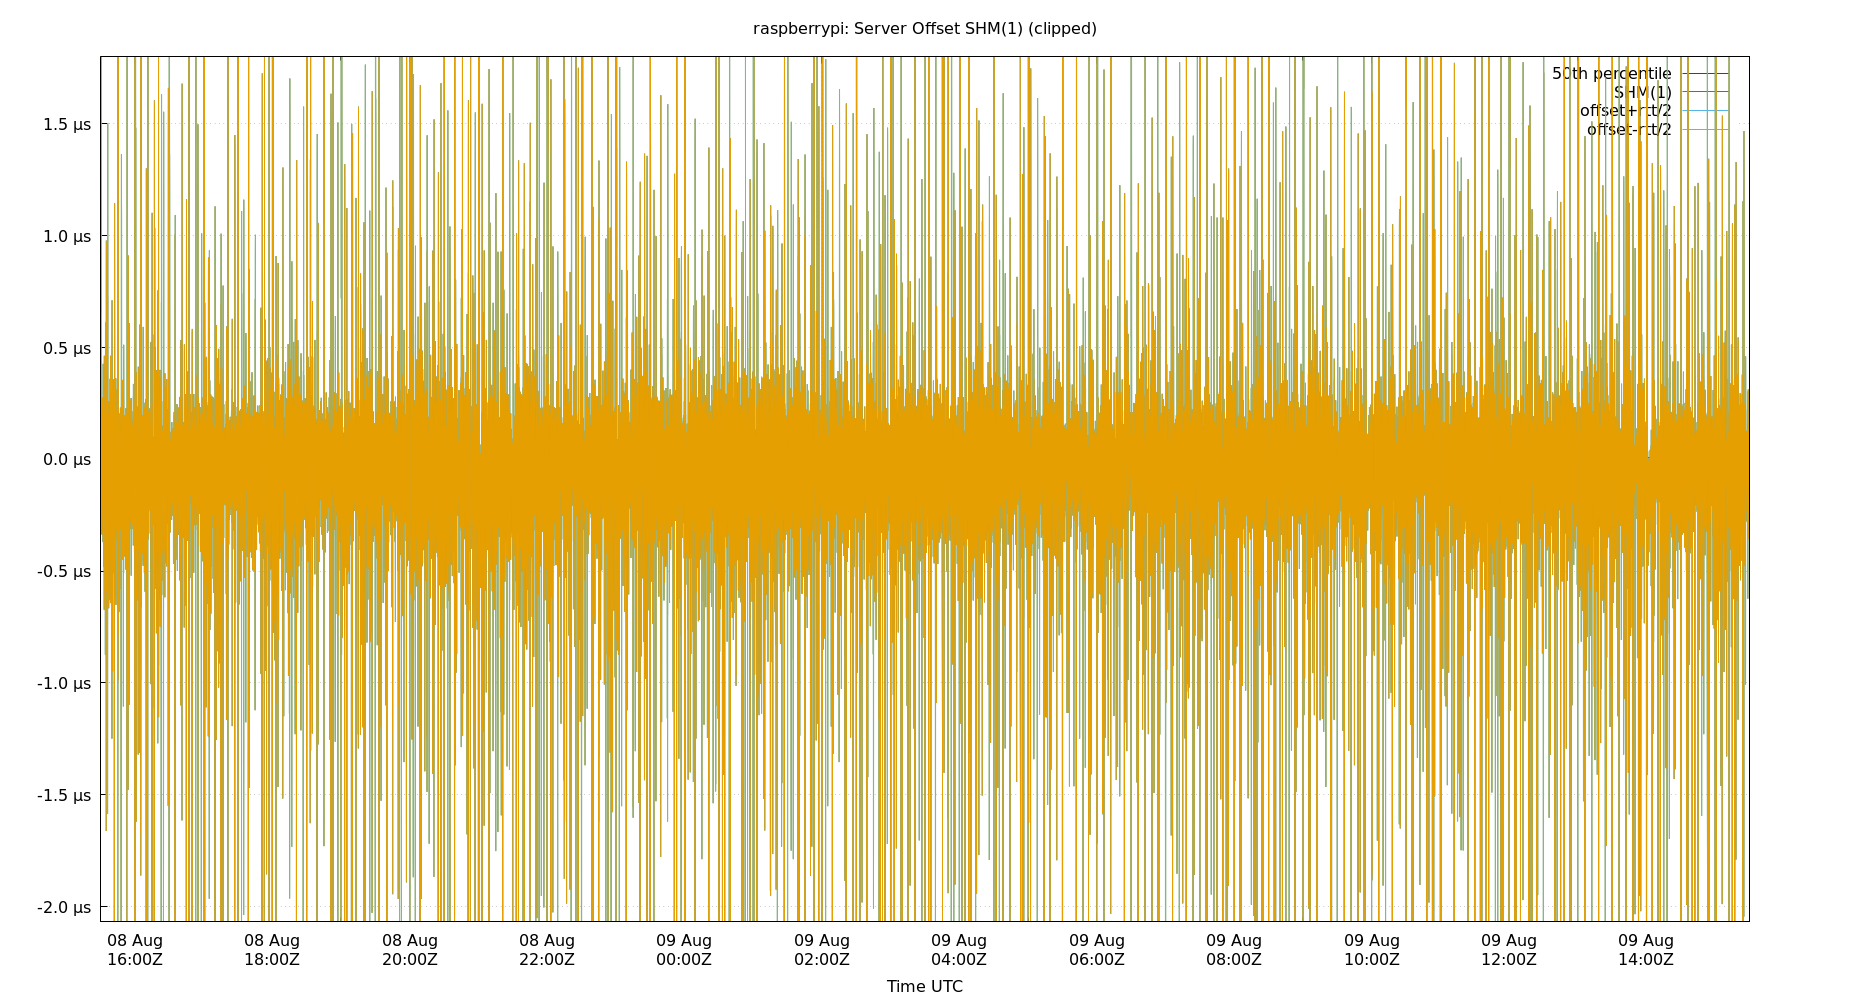 raspberrypi: Server Offset SHM(1) (clipped)
50th percentile
SHM(1)
offset+rtt/2
offset-rtt/2
1.5 µs
1.0 µs
0.5 µs
0.0 µs
-0.5 µs
-1.0 µs
-1.5 µs
-2.0 µs
08 Aug 08 Aug 08 Aug 08 Aug 09 Aug 09 Aug 09 Aug 09 Aug 09 Aug 09 Aug 09 Aug 09 Aug
16:00Z 18:00Z 20:00Z 22:00Z 00:00Z 02:00Z 04:00Z 06:00Z 08:00Z 10:00Z 12:00Z 14:00Z
Time UTC